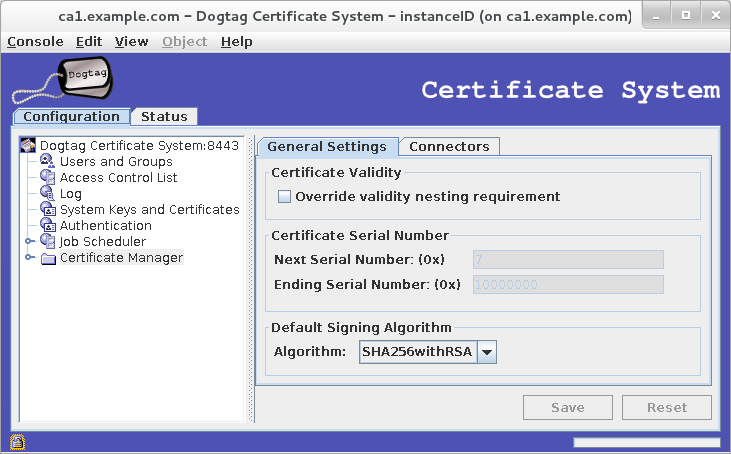 ca1.example.com – Dogtag Certificate System – instanceID (on ca1.example.com)
Console Edit View Object Help
Dogtag
Certificate System
Configuration Status
Dogtag Certificate System:8443
Users and Groups
Access Control List
Log
System Keys and Certificates
Authentication
Job Scheduler
Certificate Manager
General Settings Connectors
Certificate Validity
Override validity nesting requirement
Certificate Serial Number
Next Serial Number: (0x) 7
Ending Serial Number: (0x) 10000000
Default Signing Algorithm
Algorithm: SHA256withRSA
Save Reset